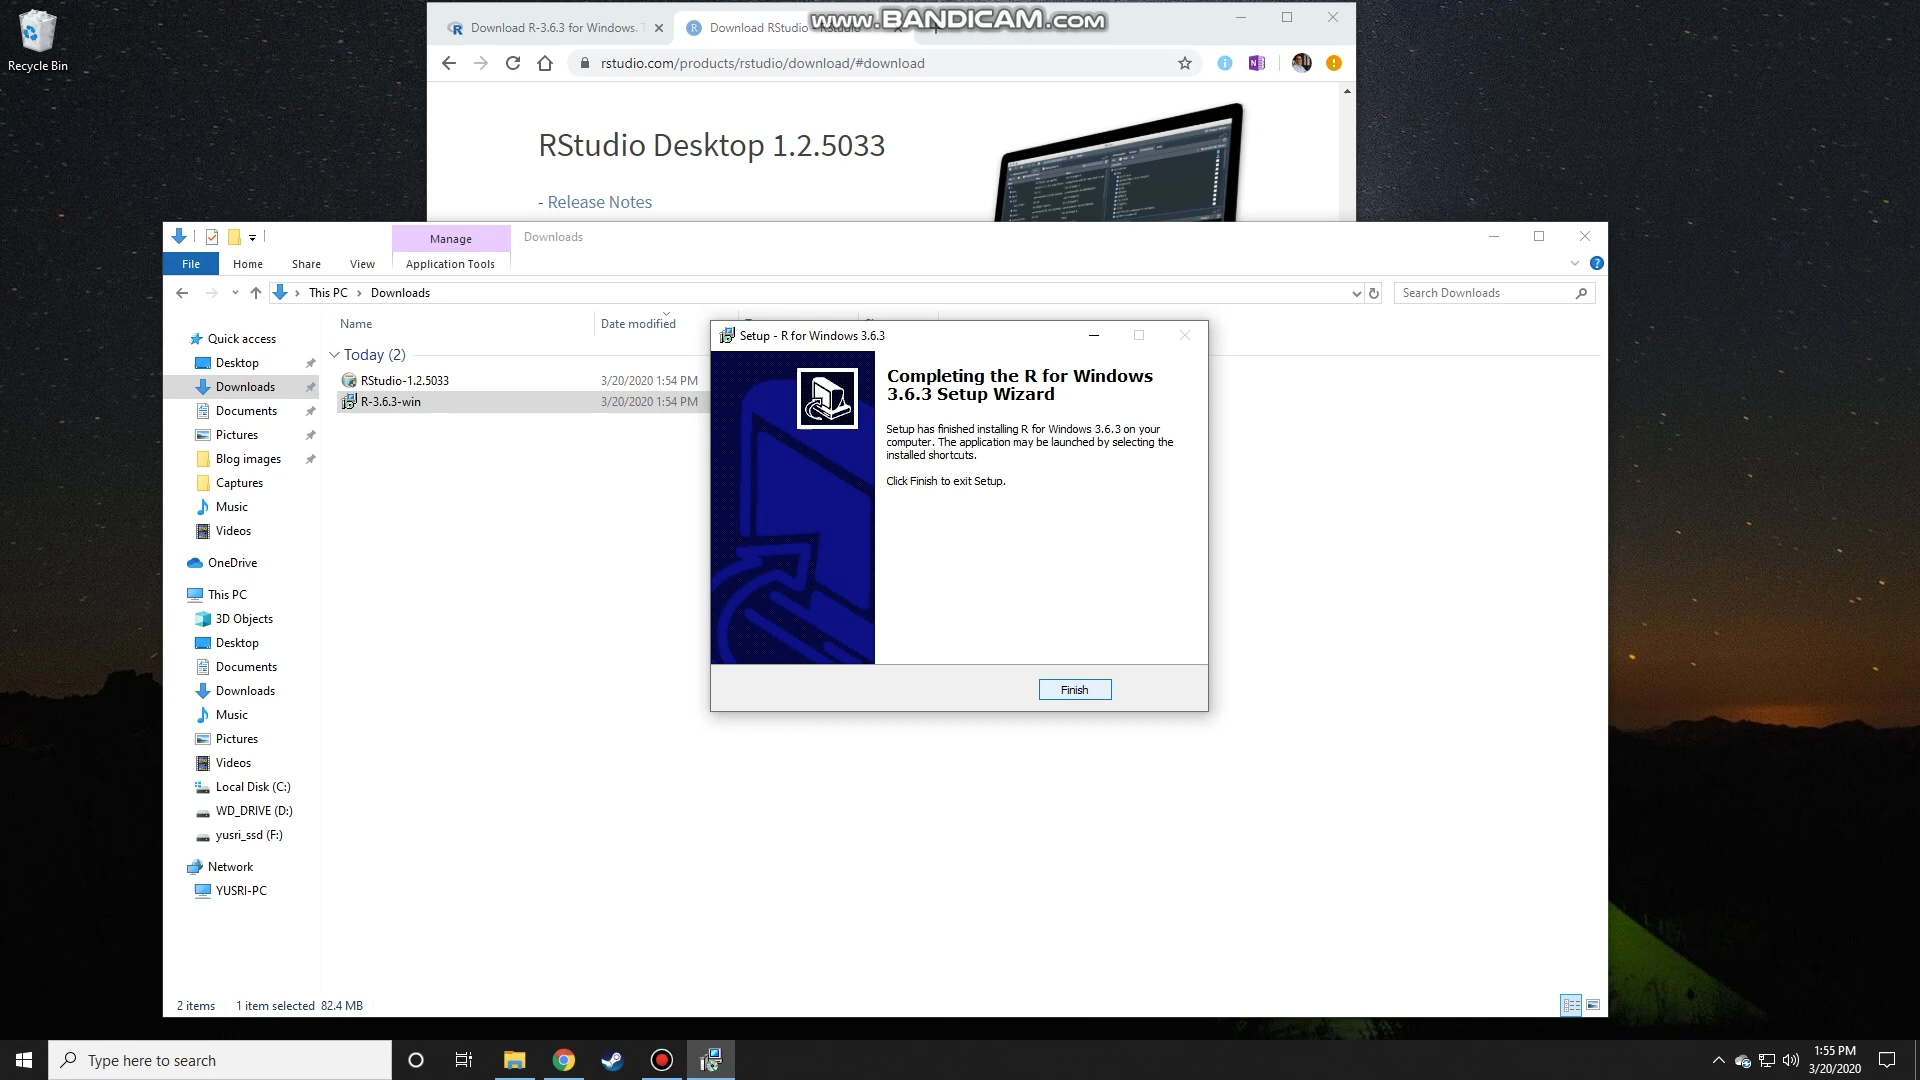 Recycle Bin
Download R-3.6.3 for Windows. T
Download RStudio - RStudio
www.BANDICAM.com
rstudio.com/products/rstudio/download/#download
RStudio Desktop 1.2.5033
- Release Notes
Manage
Downloads
File
Home
Share
View
Application Tools
This PC
Downloads
Search Downloads
Name
Date modified
Quick access
Desktop
Downloads
Documents
Pictures
Blog images
Captures
Music
Videos
OneDrive
This PC
3D Objects
Desktop
Documents
Downloads
Music
Pictures
Videos
Local Disk (C:)
WD_DRIVE (D:)
yusri_ssd (F:)
Network
YUSRI-PC
Today (2)
RStudio-1.2.5033 3/20/2020 1:54 PM
R-3.6.3-win 3/20/2020 1:54 PM
Setup - R for Windows 3.6.3
Completing the R for Windows
3.6.3 Setup Wizard
Setup has finished installing R for Windows 3.6.3 on your
computer. The application may be launched by selecting the
installed shortcuts.
Click Finish to exit Setup.
Finish
2 items 1 item selected 82.4 MB
Type here to search
1:55 PM
3/20/2020